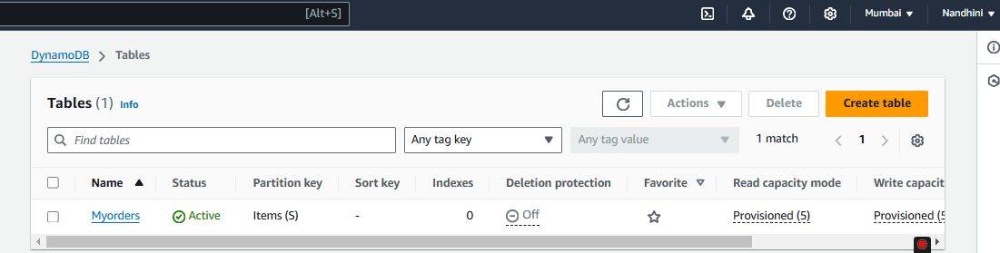 [Alt+S] Mumbai Nandhini
DynamoDB Tables
Tables (1) Info Actions Delete Create table
Find tables Any tag key Any tag value 1 match 1
Name Status Partition key Sort key Indexes Deletion protection Favorite Read capacity mode Write capacit
Myorders Active Items (S) - 0 Off Provisioned (5) Provisioned (5